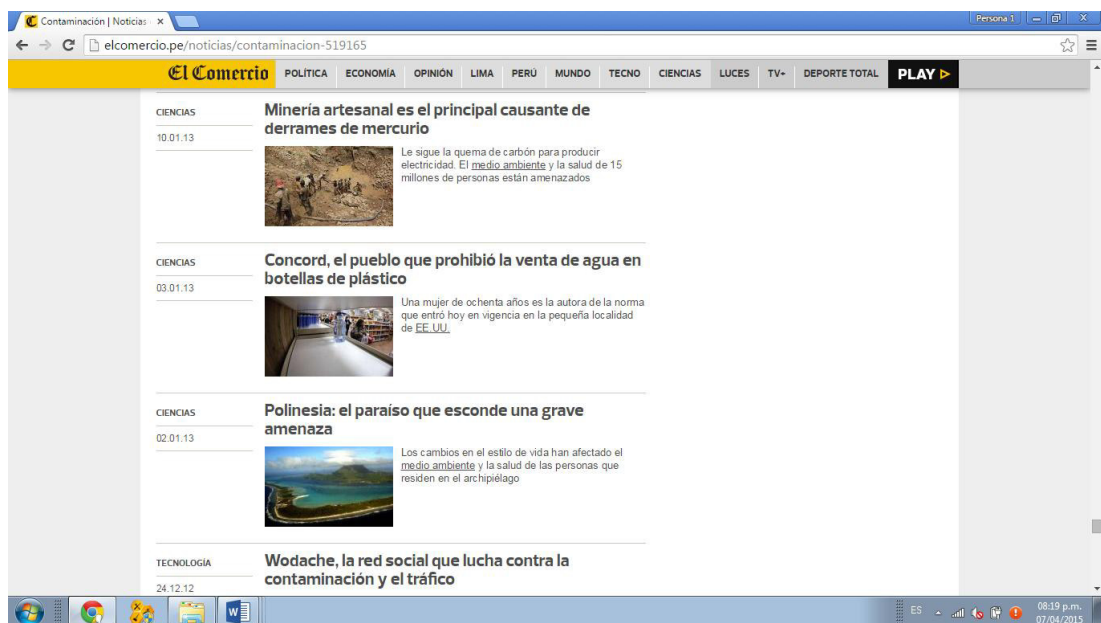 Contaminación | Noticias
Persona 1
elcomercio.pe/noticias/contaminacion-519165
El Comercio POLÍTICA ECONOMÍA OPINIÓN LIMA PERÚ MUNDO TECNO CIENCIAS LUCES TV+ DEPORTE TOTAL PLAY
CIENCIAS
10.01.13
Minería artesanal es el principal causante de
derrames de mercurio
Le sigue la quema de carbón para producir
electricidad. El medio ambiente y la salud de 15
millones de personas están amenazados
CIENCIAS
03.01.13
Concord, el pueblo que prohibió la venta de agua en
botellas de plástico
Una mujer de ochenta años es la autora de la norma
que entró hoy en vigencia en la pequeña localidad
de EE.UU.
CIENCIAS
02.01.13
Polinesia: el paraíso que esconde una grave
amenaza
Los cambios en el estilo de vida han afectado el
medio ambiente y la salud de las personas que
residen en el archipiélago
TECNOLOGÍA
24.12.12
Wodache, la red social que lucha contra la
contaminación y el tráfico
ES
08:19 p.m.
07/04/2015